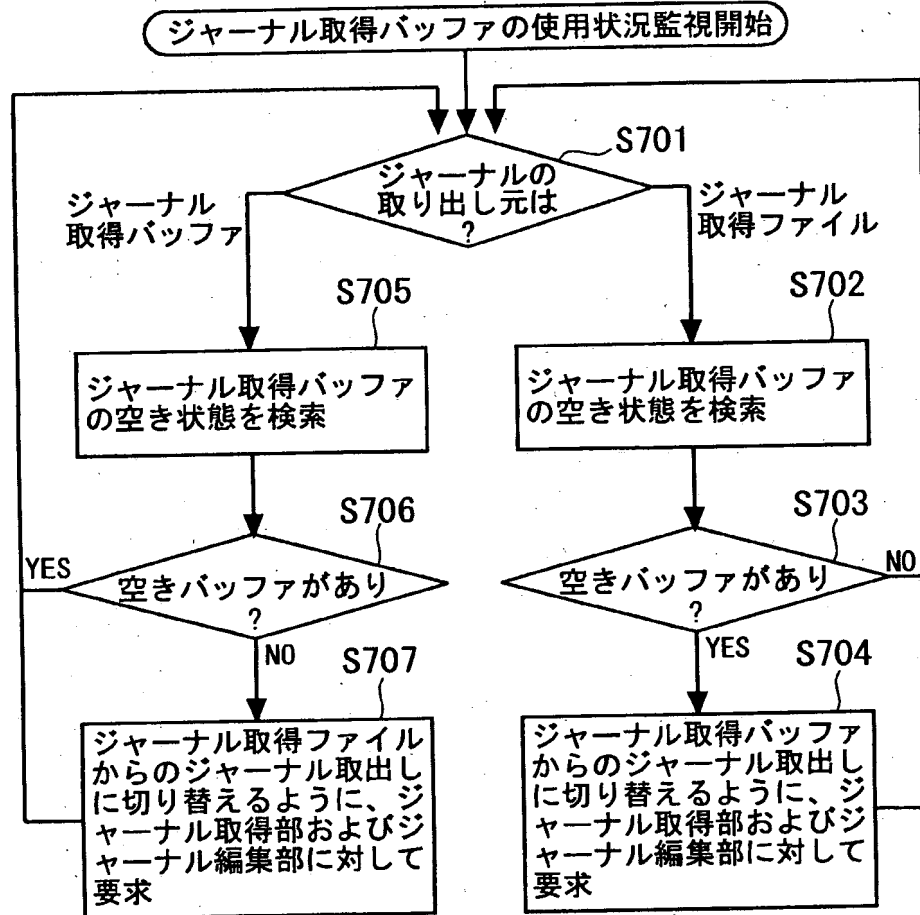 ジャーナル取得バッファの使用状況監視開始
S701
ジャーナルの
取り出し元は
?
ジャーナル
取得バッファ
ジャーナル
取得ファイル
S705
ジャーナル取得バッファ
の空き状態を検索
S702
ジャーナル取得バッファ
の空き状態を検索
S706
空きバッファがあり
?
YES
NO
S703
空きバッファがあり
?
NO
YES
S707
ジャーナル取得ファイル
からのジャーナル取出し
に切り替えるように、ジ
ャーナル取得部およびジ
ャーナル編集部に対して
要求
S704
ジャーナル取得バッファ
からのジャーナル取出し
に切り替えるように、ジ
ャーナル取得部およびジ
ャーナル編集部に対して
要求